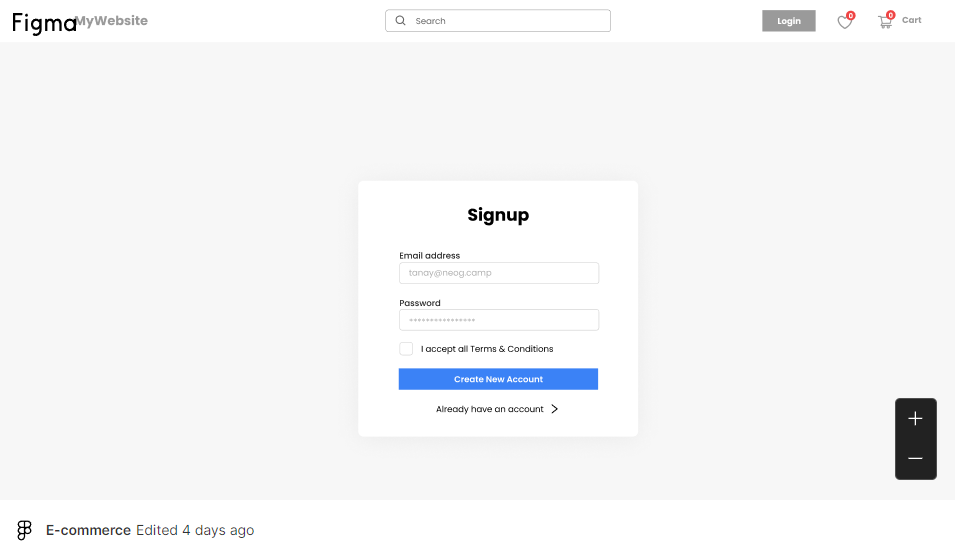 Figma MyWebsite
Search
Login
0
0
Cart
Signup
Email address
tanay@neog.camp
Password
****************
I accept all Terms & Conditions
Create New Account
Already have an account
E-commerce Edited 4 days ago